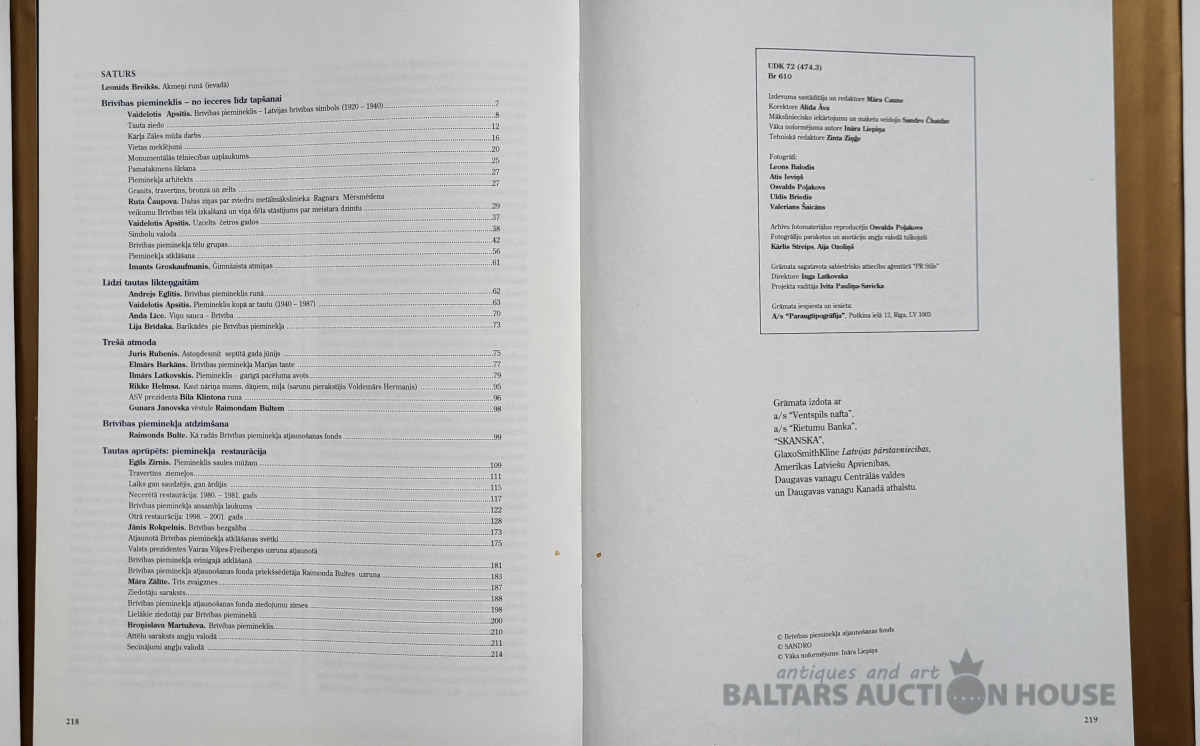 SATURS
Leonids Breikšs. Akmeņi runā (ievadā)
Brīvības piemineklis – no ieceres līdz tapšanai ... 7
Vaidelotis Apsītis. Brīvības piemineklis – Latvijas brīvības simbols (1920 – 1940) ... 8
Tauta ziedo ... 12
Kārļa Zāles mūža darbs ... 16
Vietas meklējumi ... 20
Monumentālās tēlniecības uzplaukums ... 25
Pamatakmens likšana ... 27
Pieminekļa arhitekts ... 27
Granīts, travertīns, bronza un zelts
Ruta Čaupova. Dažas ziņas par zviedru metālmākslinieka Ragnara Mērsmēdena
veikumu Brīvības tēla izkalšanā un viņa dēla stāstījums par meistara dzimtu ... 29
Vaidelotis Apsītis. Uzcelts četros gados ... 37
Simbolu valoda ... 38
Brīvības pieminekļa tēlu grupas ... 42
Pieminekļa atklāšana ... 56
Imants Groskaufmanis. Ģimnāzista atmiņas ... 61
Līdzi tautas likteņgaitām ... 62
Andrejs Eglītis. Brīvības piemineklis runā
Vaidelotis Apsītis. Piemineklis kopā ar tautu (1940 – 1987) ... 63
Anda Līce. Viņu sauca – Brīvība ... 70
Lija Brīdaka. Barikādēs pie Brīvības pieminekļa ... 73
Trešā atmoda
Juris Rubenis. Astoņdesmit septītā gada jūnijs ... 75
Elmārs Barkāns. Brīvības pieminekļa Marijas tante ... 77
Ilmārs Latkovskis. Piemineklis – garīgā pacēluma avots ... 79
Rikke Helmsa. Kaut nāriņa mums, dāņiem, mīļa (sarunu pierakstījis Voldemārs Hermanis) ... 95
ASV prezidenta Bila Klintona runa ... 96
Gunara Janovska vēstule Raimondam Bultem ... 98
Brīvības pieminekļa atdzimšana
Raimonds Bulte. Kā radās Brīvības pieminekļa atjaunošanas fonds ... 99
Tautas aprūpēts: pieminekļa restaurācija
Egīls Zirnis. Piemineklis saules mūžam ... 109
Travertīns ziemeļos ... 111
Laiks gan saudzējis, gan ārdījis ... 115
Necerētā restaurācija: 1980. – 1981. gads ... 117
Brīvības pieminekļa ansambļa laukums ... 122
Otrā restaurācija: 1998. – 2001. gads ... 128
Jānis Rokpelnis. Brīvības bezgalība ... 173
Atjaunotā Brīvības pieminekļa atklāšanas svētki ... 175
Valsts prezidentes Vairas Vīķes-Freibergas uzruna atjaunotā
Brīvības pieminekļa svinīgajā atklāšanā ... 181
Brīvības pieminekļa atjaunošanas fonda priekšsēdētāja Raimonda Bultes uzruna ... 183
Māra Zālīte. Trīs zvaigznes ... 187
Ziedotāju saraksts ... 188
Brīvības pieminekļa atjaunošanas fonda ziedojumu zīmes ... 198
Lielākie ziedotāji par Brīvības pieminekli ... 200
Broņislava Martuževa. Brīvības piemineklis ... 210
Attēlu saraksts angļu valodā ... 211
Secinājumi angļu valodā ... 214
218
UDK 72 (474.3)
Br 610
Izdevuma sastādītāja un redaktore Māra Caune
Korektore Alida Āva
Māksliniecisko iekārtojumu un maketu veidoja Sandro Čhaidze
Vāka noformējuma autore Ināra Liepiņa
Tehniskā redaktore Zinta Ziņģe
Fotogrāfi:
Leons Balodis
Atis Ieviņš
Osvalds Poļakovs
Uldis Briedis
Valerians Šaicāns
Arhīvu fotomateriālus reproducējis Osvalds Poļakovs
Fotogrāfiju parakstus un anotāciju angļu valodā tulkojuši
Kārlis Streips, Aija Ozoliņā
Grāmata sagatavota sabiedrisko attiecību aģentūrā "PR Stils"
Direktore Inga Latkovska
Projekta vadītāja Ivita Pauliņa-Savicka
Grāmata iespiesta un iesieta:
A/s "Paraugtipogrāfija", Puškina ielā 12, Rīga, LV 1003
Grāmata izdota ar
a/s "Ventspils nafta",
a/s "Rietumu Banka",
"SKANSKA",
GlaxoSmithKline Latvijas pārstavniecības,
Amerikas Latviešu Apvienības,
Daugavas vanagu Centrālās valdes
un Daugavas vanagu Kanadā atbalstu.
© Brīvības pieminekļa atjaunošanas fonds
© SANDRO
© Vāka noformējums: Ināra Liepiņa
antiques and art
BALTARS AUCTION HOUSE
219